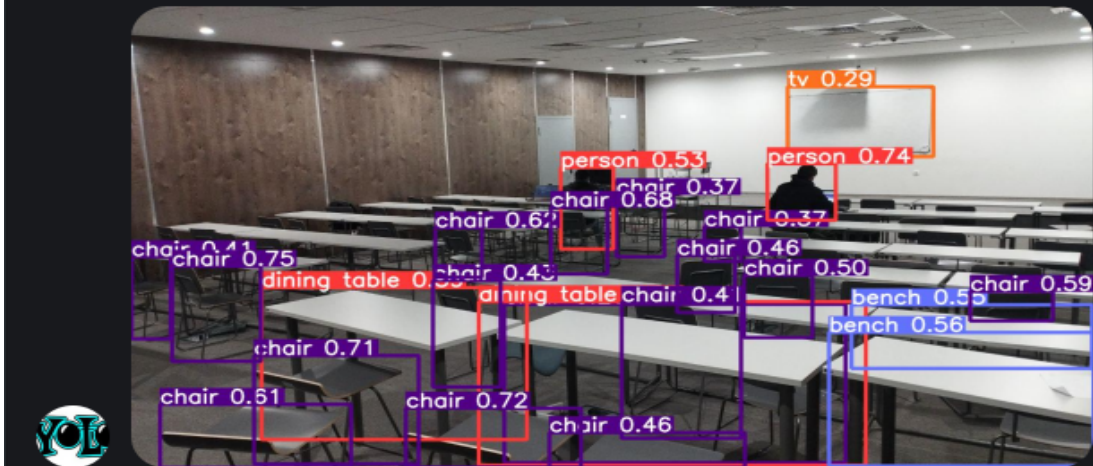 tv 0.29
person 0.53
person 0.74
chair 0.37
chair 0.68
chair 0.62
chair 0.37
chair 0.41
chair 0.75
chair 0.46
chair 0.43
chair 0.50
dining table
dining table
chair 0.41
chair 0.59
bench 0.55
bench 0.56
chair 0.71
chair 0.61
chair 0.72
chair 0.46
YOL